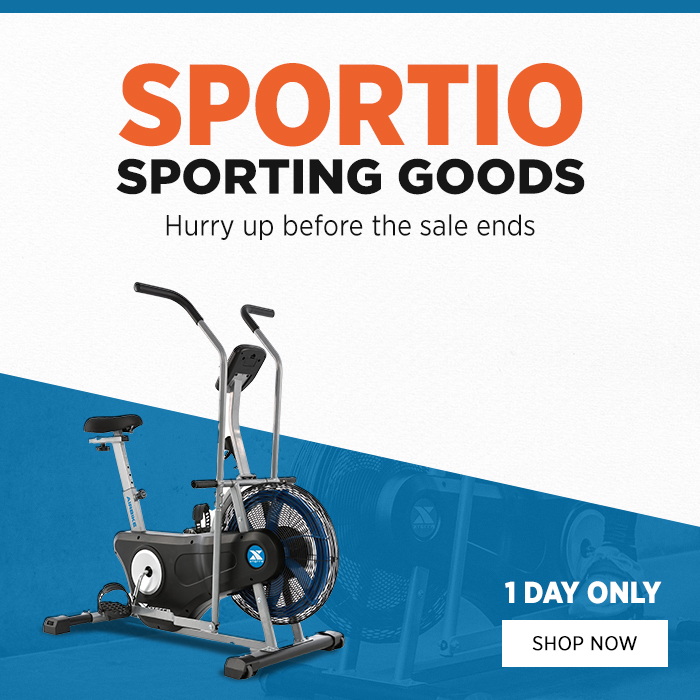 SPORTIO
SPORTING GOODS
Hurry up before the sale ends
1 DAY ONLY
SHOP NOW